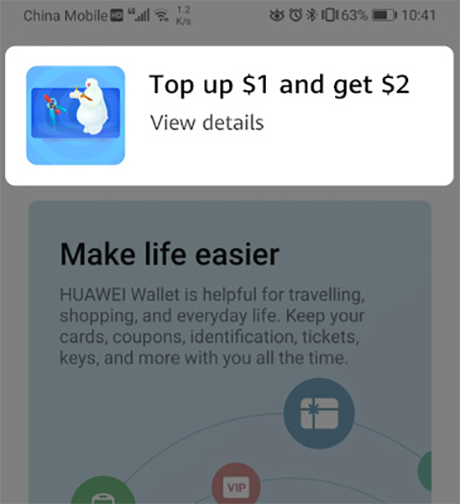 China Mobile HD 4G 1.2 K/s 63% 10:41
Top up $1 and get $2
View details
Make life easier
HUAWEI Wallet is helpful for travelling,
shopping, and everyday life. Keep your
cards, coupons, identification, tickets,
keys, and more with you all the time.
VIP